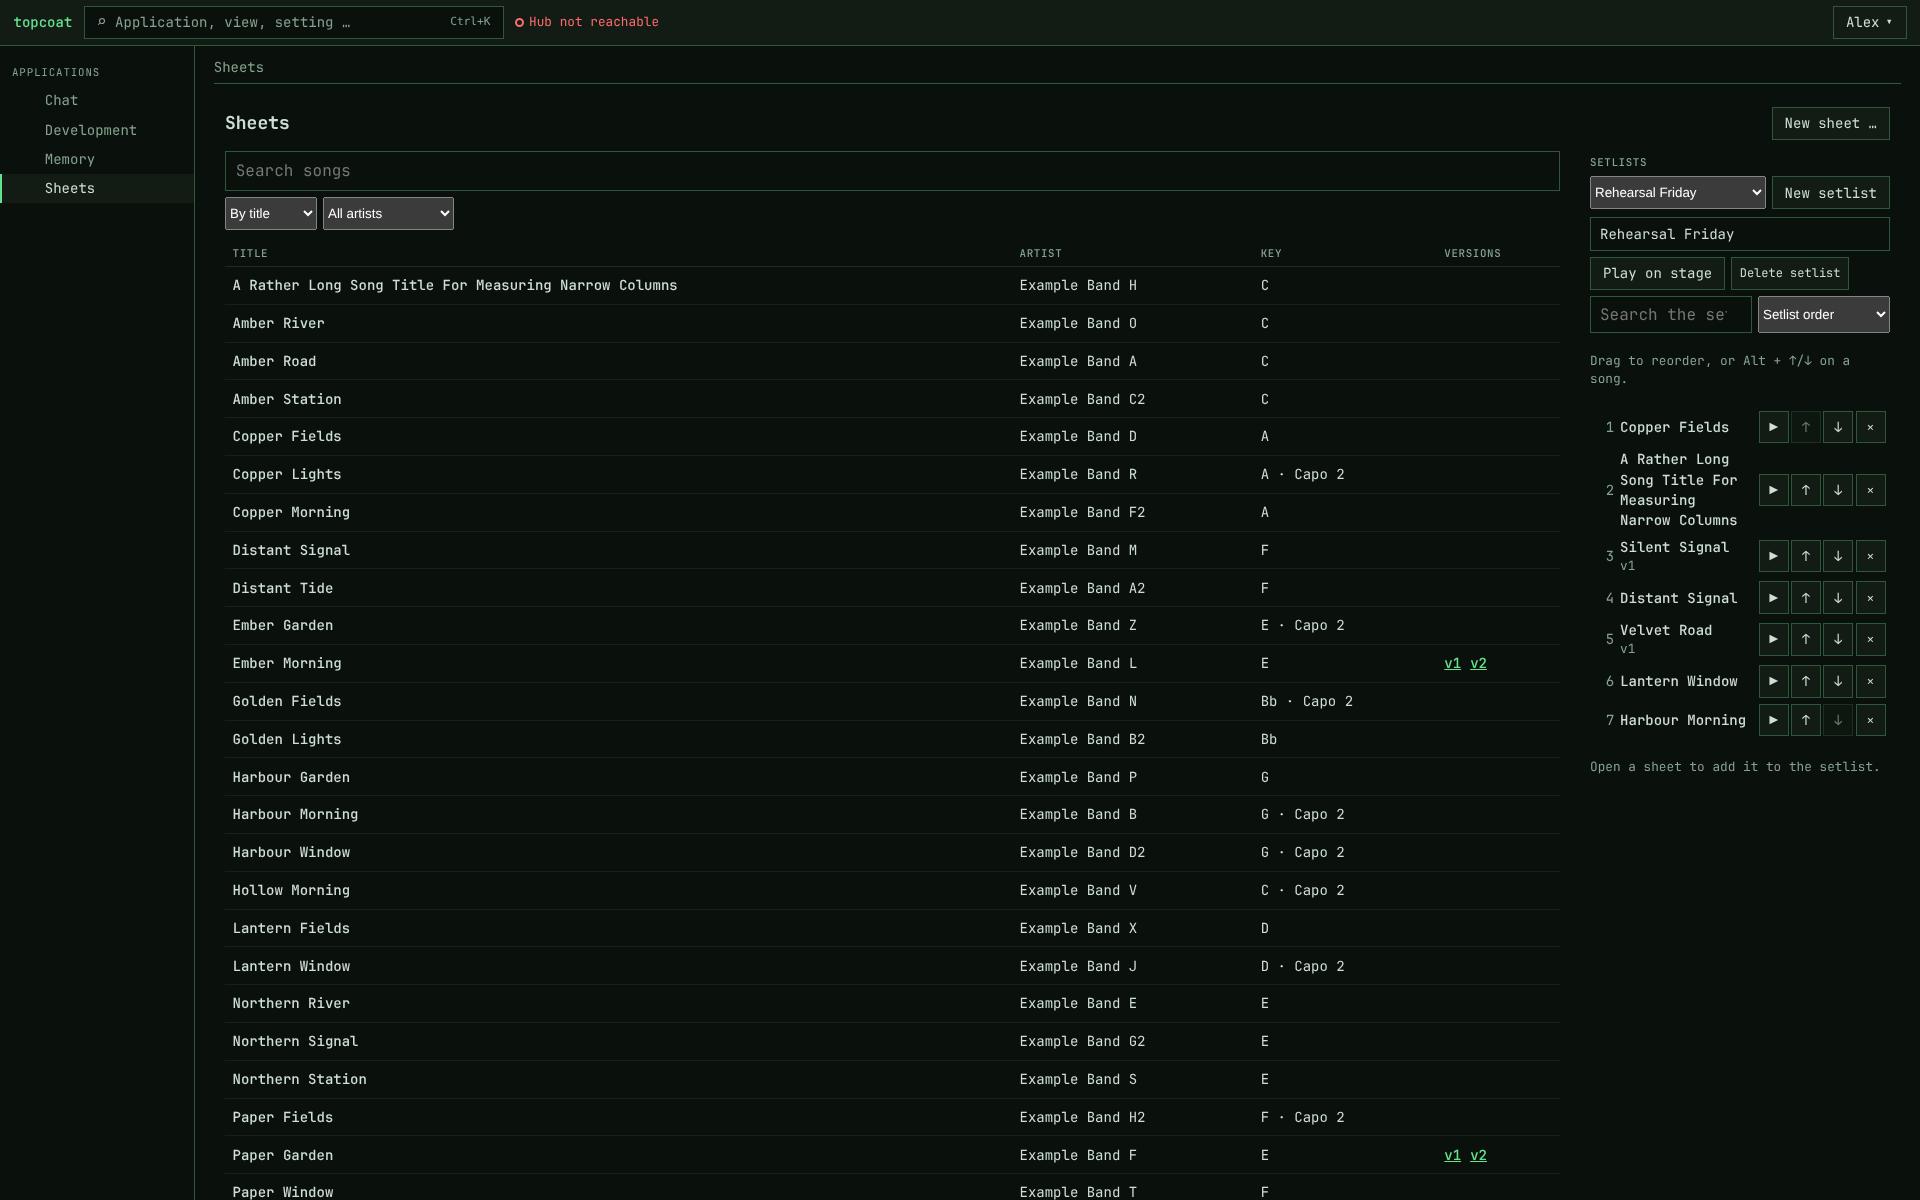 topcoat
Application, view, setting …
Ctrl+K
Hub not reachable
Alex ▾
APPLICATIONS
Chat
Development
Memory
Sheets
Sheets
Sheets
New sheet …
Search songs
By title
All artists
TITLE ARTIST KEY VERSIONS
A Rather Long Song Title For Measuring Narrow Columns Example Band H C
Amber River Example Band O C
Amber Road Example Band A C
Amber Station Example Band C2 C
Copper Fields Example Band D A
Copper Lights Example Band R A · Capo 2
Copper Morning Example Band F2 A
Distant Signal Example Band M F
Distant Tide Example Band A2 F
Ember Garden Example Band Z E · Capo 2
Ember Morning Example Band L E v1 v2
Golden Fields Example Band N Bb · Capo 2
Golden Lights Example Band B2 Bb
Harbour Garden Example Band P G
Harbour Morning Example Band B G · Capo 2
Harbour Window Example Band D2 G · Capo 2
Hollow Morning Example Band V C · Capo 2
Lantern Fields Example Band X D
Lantern Window Example Band J D · Capo 2
Northern River Example Band E E
Northern Signal Example Band G2 E
Northern Station Example Band S E
Paper Fields Example Band H2 F · Capo 2
Paper Garden Example Band F E v1 v2
Paper Window Example Band T F
SETLISTS
Rehearsal Friday
New setlist
Rehearsal Friday
Play on stage
Delete setlist
Search the se
Setlist order
Drag to reorder, or Alt + ↑/↓ on a
song.
1 Copper Fields ▶ ↑ ↓ ×
2 A Rather Long
Song Title For
Measuring
Narrow Columns ▶ ↑ ↓ ×
3 Silent Signal
v1 ▶ ↑ ↓ ×
4 Distant Signal ▶ ↑ ↓ ×
5 Velvet Road
v1 ▶ ↑ ↓ ×
6 Lantern Window ▶ ↑ ↓ ×
7 Harbour Morning ▶ ↑ ↓ ×
Open a sheet to add it to the setlist.